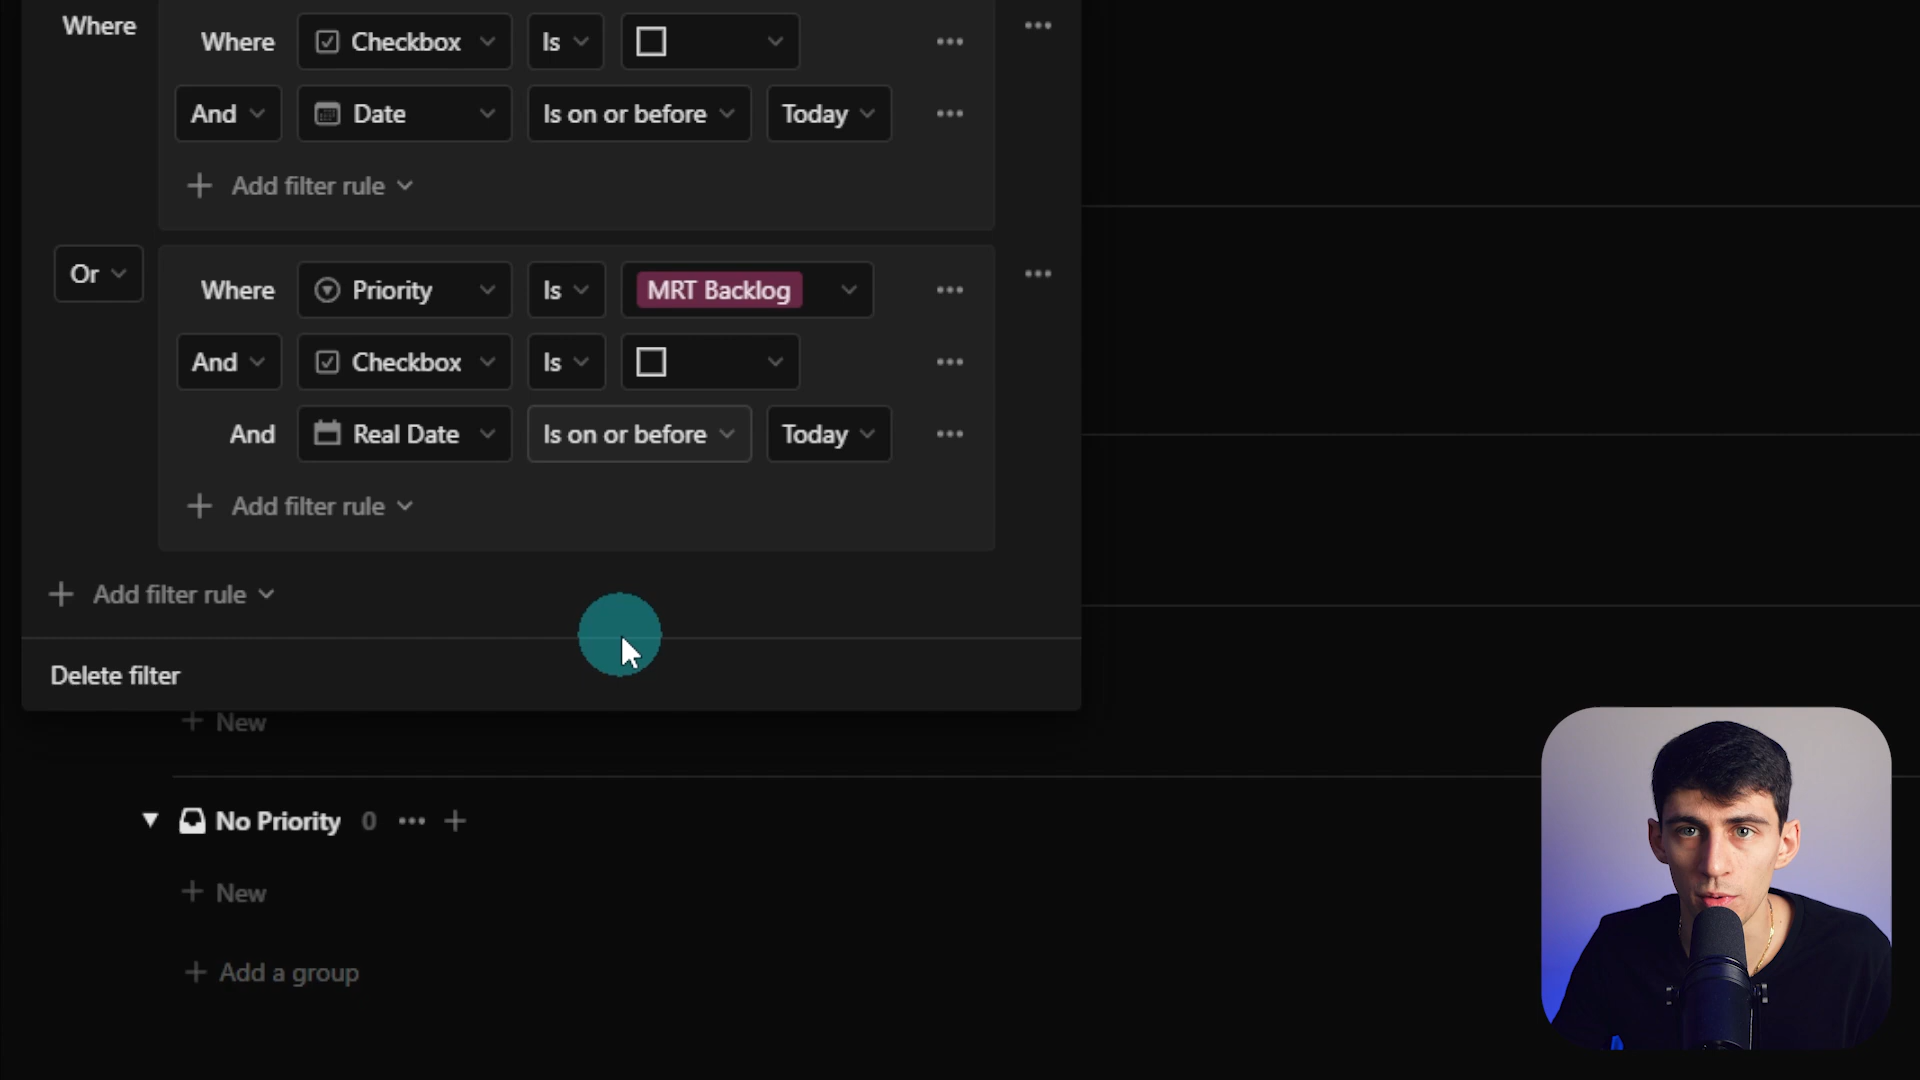 Where
Where Checkbox Is
And Date Is on or before Today
Add filter rule
Or
Where Priority Is MRT Backlog
And Checkbox Is
And Real Date Is on or before Today
Add filter rule
Add filter rule
Delete filter
New
No Priority 0
New
Add a group